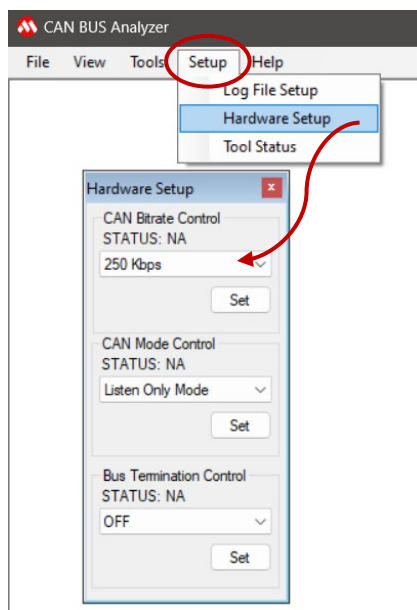 CAN BUS Analyzer
File View Tools Setup Help
Log File Setup
Hardware Setup
Tool Status
Hardware Setup x
CAN Bitrate Control
STATUS: NA
250 Kbps
Set
CAN Mode Control
STATUS: NA
Listen Only Mode
Set
Bus Termination Control
STATUS: NA
OFF
Set